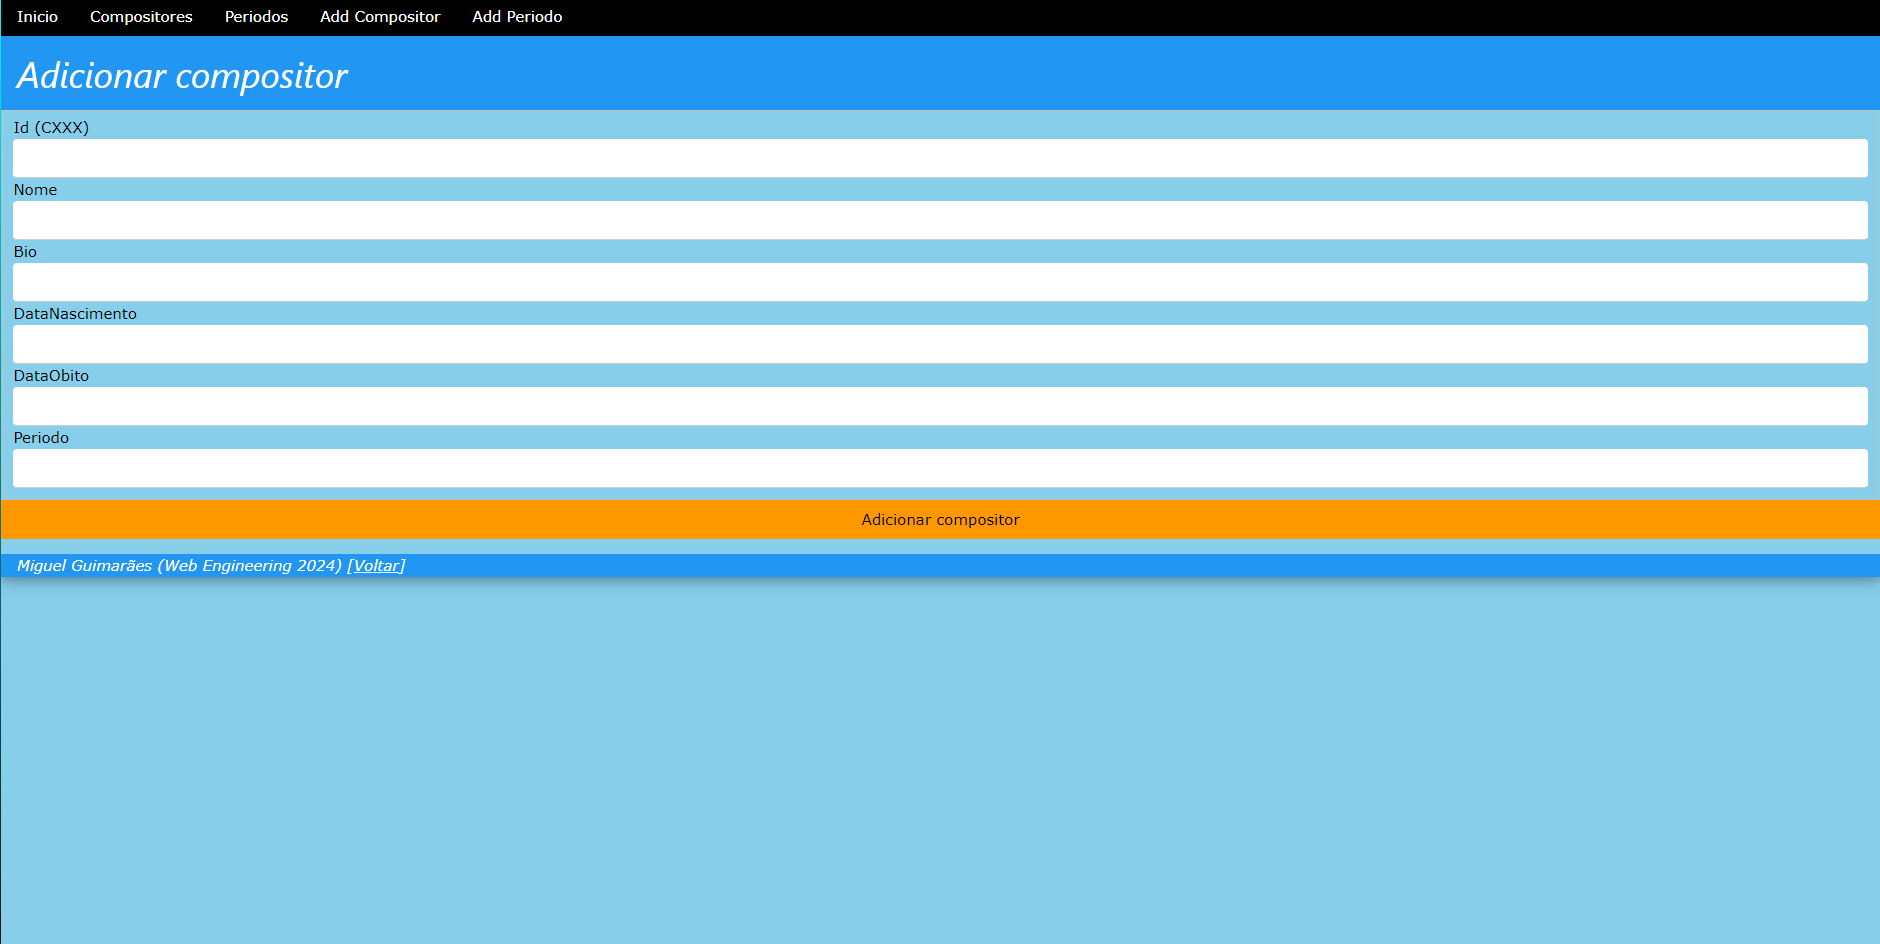 Inicio Compositores Periodos Add Compositor Add Periodo
Adicionar compositor
Id (CXXX)
Nome
Bio
DataNascimento
DataObito
Periodo
Adicionar compositor
Miguel Guimarães (Web Engineering 2024) [Voltar]